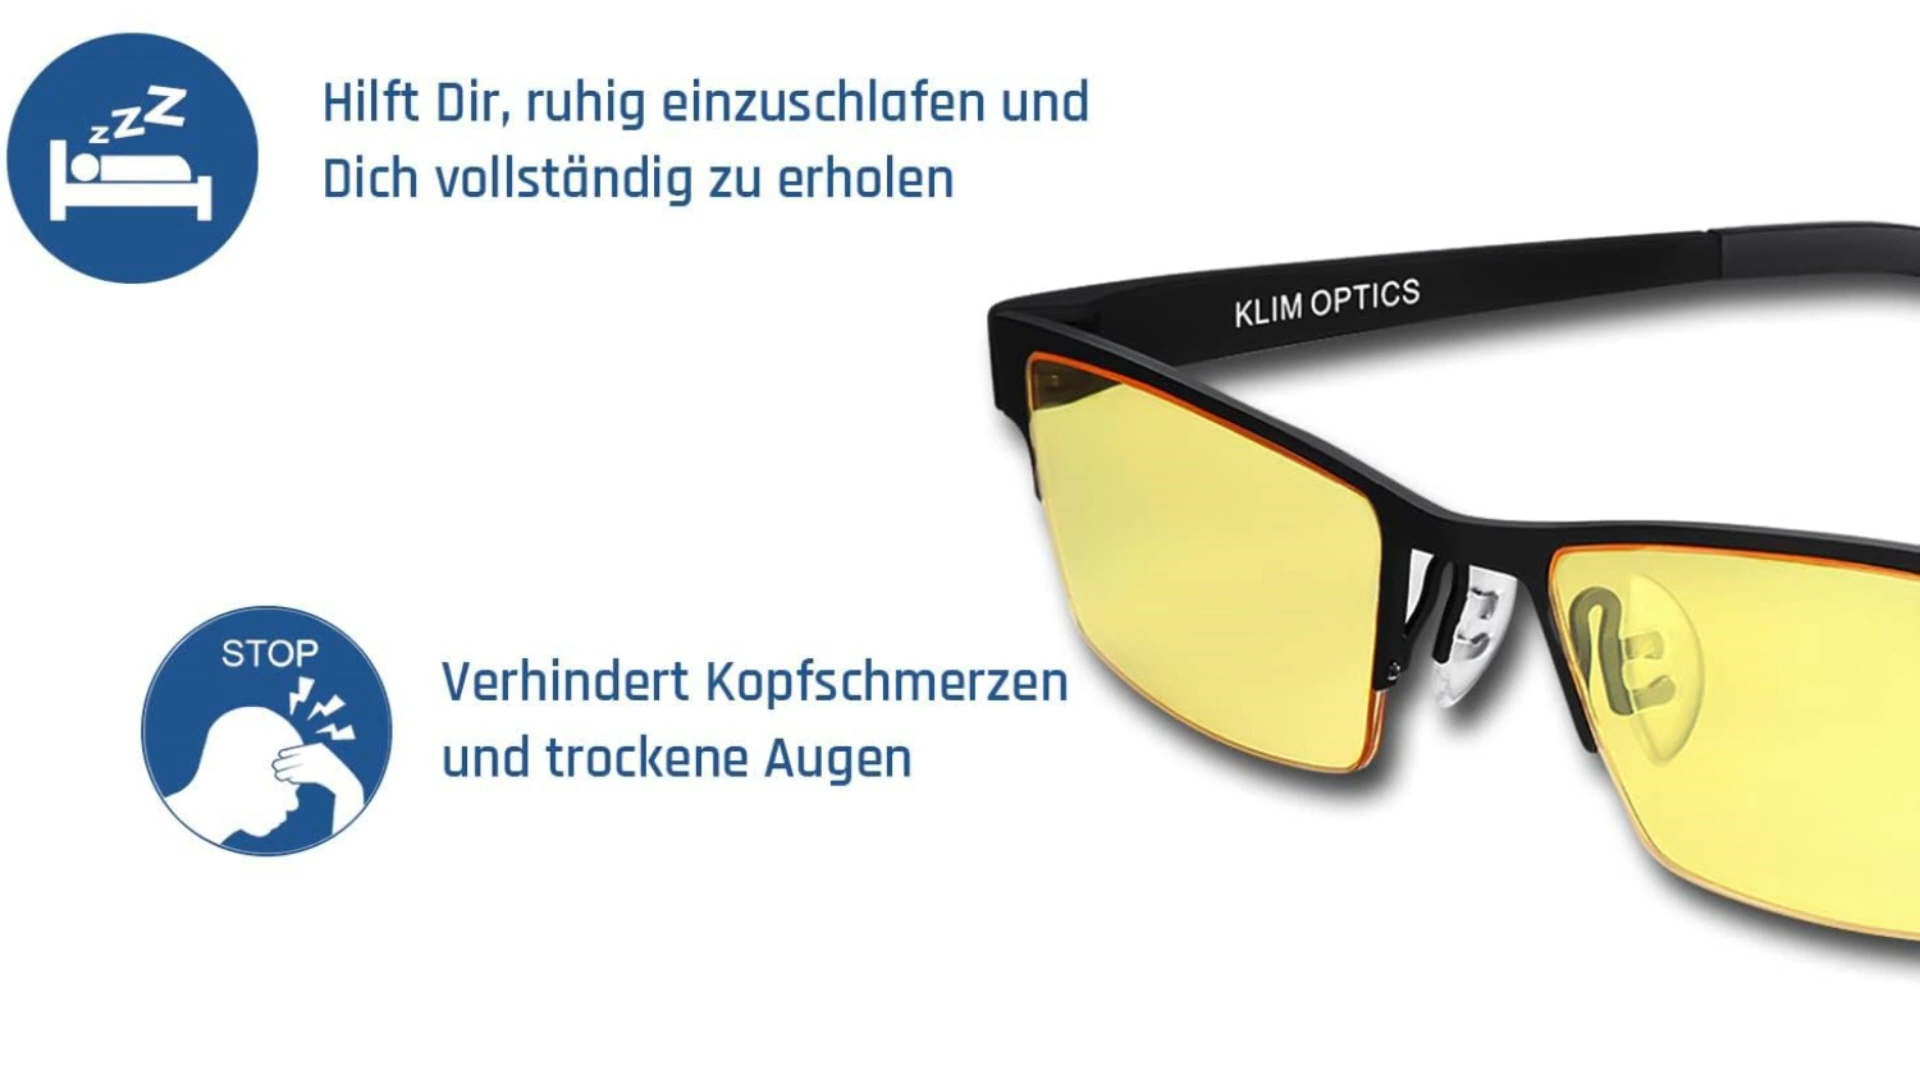 Hilft Dir, ruhig einzuschlafen und
Dich vollständig zu erholen
KLIM OPTICS
STOP
Verhindert Kopfschmerzen
und trockene Augen